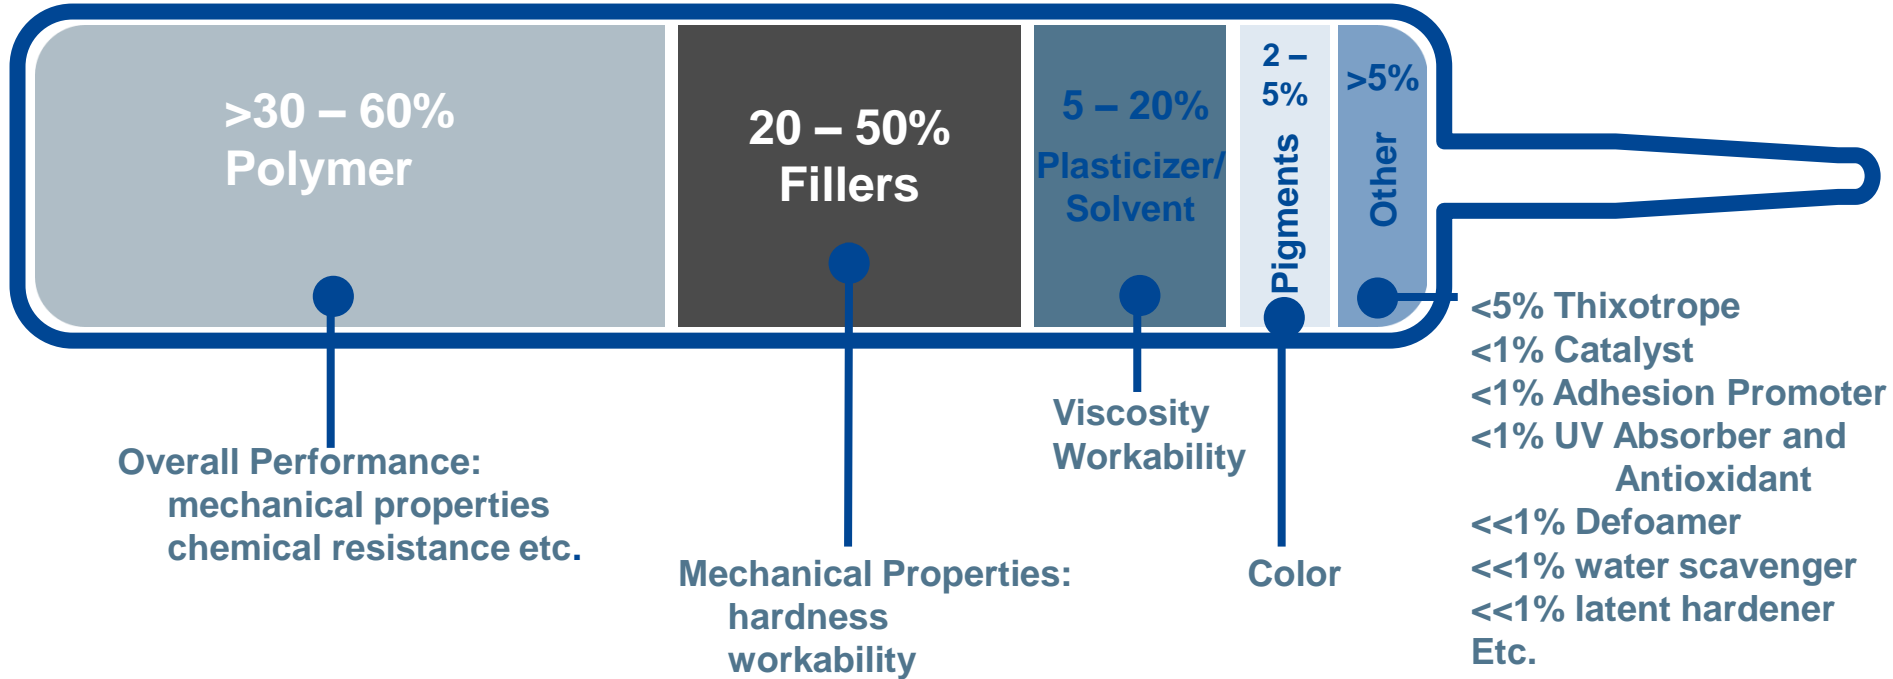 >30 – 60%
Polymer
20 – 50%
Fillers
5 – 20%
Plasticizer/
Solvent
2 –
5%
Pigments
>5%
Other
Overall Performance:
mechanical properties
chemical resistance etc.
Mechanical Properties:
hardness
workability
Viscosity
Workability
Color
<5% Thixotrope
<1% Catalyst
<1% Adhesion Promoter
<1% UV Absorber and
Antioxidant
<<1% Defoamer
<<1% water scavenger
<<1% latent hardener
Etc.